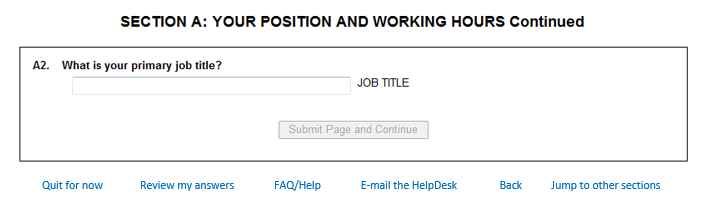 SECTION A: YOUR POSITION AND WORKING HOURS Continued
A2. What is your primary job title?
JOB TITLE
Submit Page and Continue
Quit for now Review my answers FAQ/Help E-mail the HelpDesk Back Jump to other sections